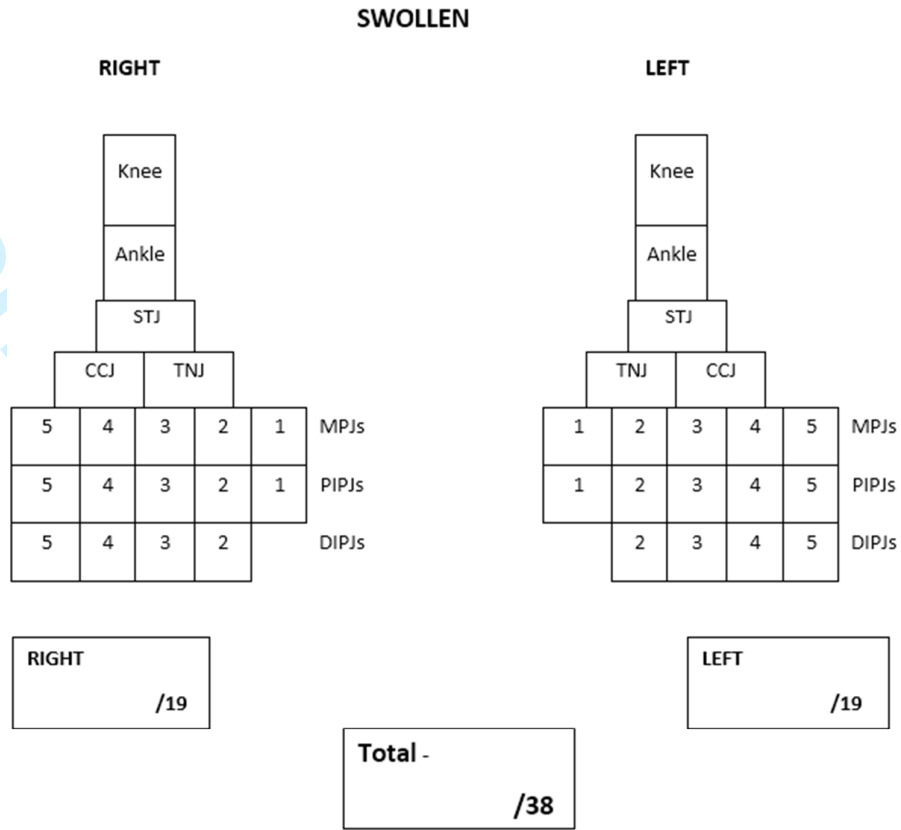 SWOLLEN
RIGHT LEFT
Knee Knee
Ankle Ankle
STJ STJ
CCJ TNJ TNJ CCJ
5 4 3 2 1 MPJs 1 2 3 4 5 MPJs
5 4 3 2 1 PIPJs 1 2 3 4 5 PIPJs
5 4 3 2 DIPJs 2 3 4 5 DIPJs
RIGHT LEFT
/19 /19
Total -
/38